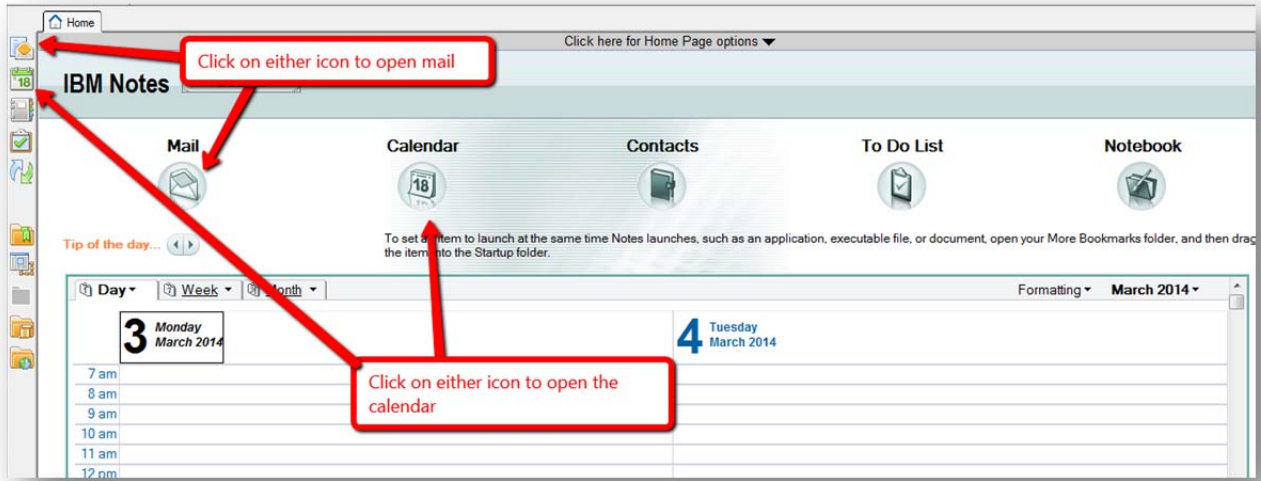 Home
Click here for Home Page options
Click on either icon to open mail
18
IBM Notes
Mail
Calendar
Contacts
To Do List
Notebook
18
Tip of the day...
To set an item to launch at the same time Notes launches, such as an application, executable file, or document, open your More Bookmarks folder, and then drag
the item into the Startup folder.
Day
Week
Month
Formatting
March 2014
3 Monday
March 2014
4 Tuesday
March 2014
7 am
Click on either icon to open the
calendar
8 am
9 am
10 am
11 am
12 pm